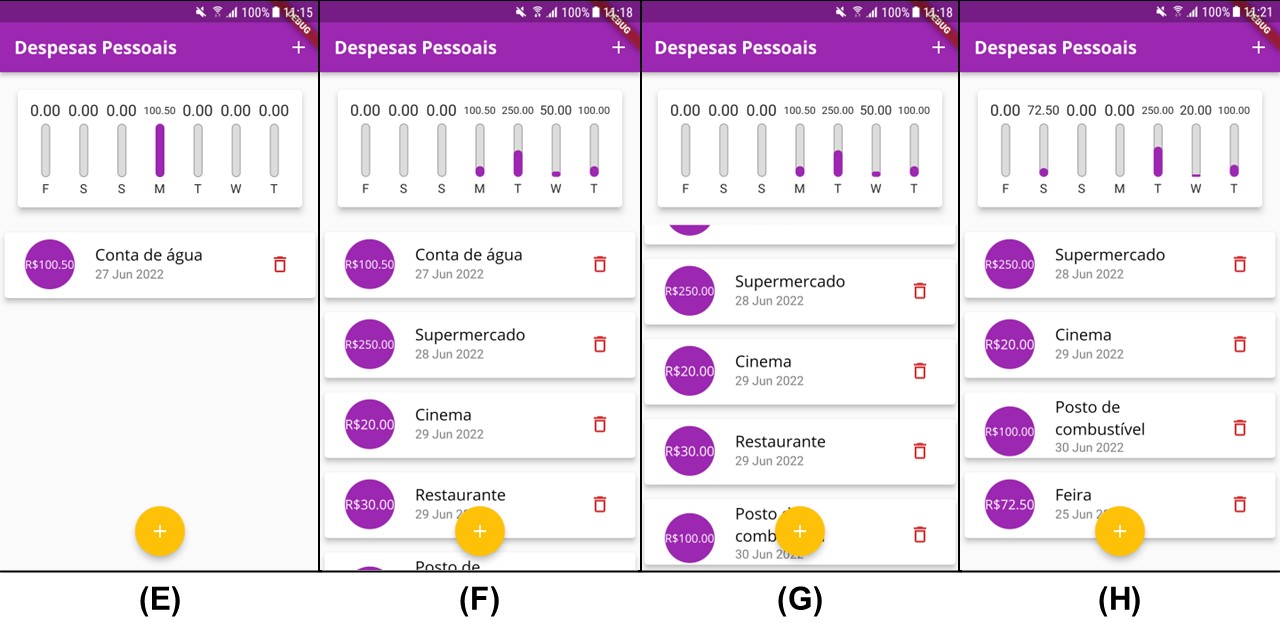 100% 11:15
DEBUG
Despesas Pessoais +
0.00 0.00 0.00 100.50 0.00 0.00 0.00
F S S M T W T
R$100.50
Conta de água
27 Jun 2022
+
(E)
100% 11:18
DEBUG
Despesas Pessoais +
0.00 0.00 0.00 100.50 250.00 50.00 100.00
F S S M T W T
R$100.50
Conta de água
27 Jun 2022
R$250.00
Supermercado
28 Jun 2022
R$20.00
Cinema
29 Jun 2022
R$30.00
Restaurante
29 Jun 2
Posto de
+
(F)
100% 11:18
DEBUG
Despesas Pessoais +
0.00 0.00 0.00 100.50 250.00 50.00 100.00
F S S M T W T
R$250.00
Supermercado
28 Jun 2022
R$20.00
Cinema
29 Jun 2022
R$30.00
Restaurante
29 Jun 2022
R$100.00
Posto
comb
30 Jun 2022
+
(G)
100% 11:21
DEBUG
Despesas Pessoais +
0.00 72.50 0.00 0.00 250.00 20.00 100.00
F S S M T W T
R$250.00
Supermercado
28 Jun 2022
R$20.00
Cinema
29 Jun 2022
R$100.00
Posto de
combustível
30 Jun 2022
R$72.50
Feira
25 Jun 2
+
(H)